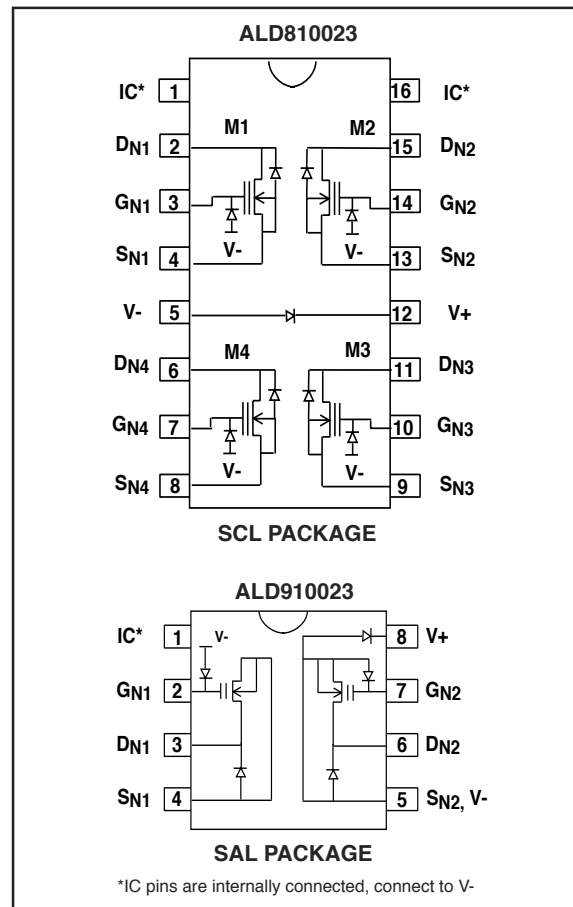 ALD810023
IC* 1 16 IC*
M1 M2
DN1 2 15 DN2
GN1 3 14 GN2
V- V-
SN1 4 13 SN2
V- 5 12 V+
M4 M3
DN4 6 11 DN3
GN4 7 10 GN3
V- V-
SN4 8 9 SN3
SCL PACKAGE
ALD910023
IC* 1 V- 8 V+
GN1 2 7 GN2
DN1 3 6 DN2
SN1 4 5 SN2, V-
SAL PACKAGE
*IC pins are internally connected, connect to V-